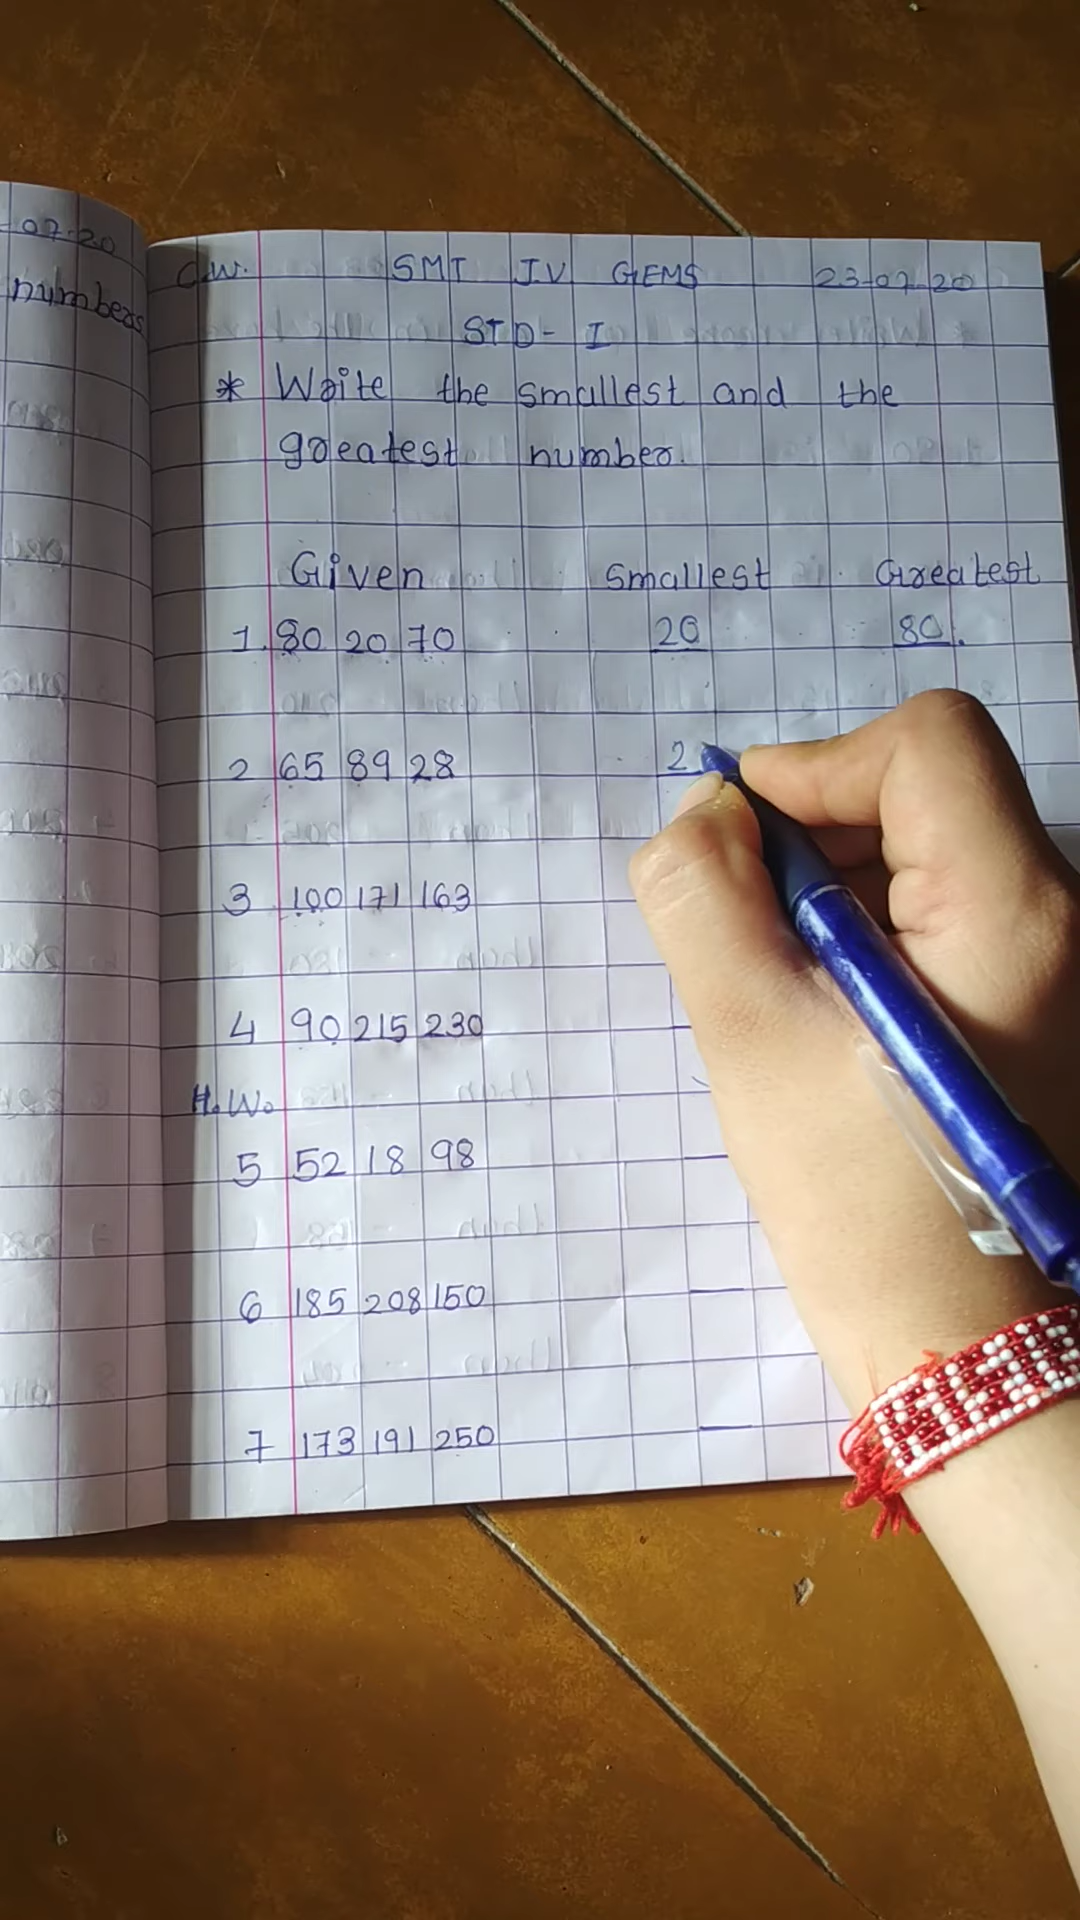 07.20
numbers
C.W. SMT J.V GEMS 23-07-20
STD- I
* Write the smallest and the
greatest number.
Given Smallest Greatest
1. 80 20 70 20 80.
2 65 89 28 2
3 100 171 163
4 90 215 230
H.W.
5 52 18 98
6 185 208 150
7 173 191 250